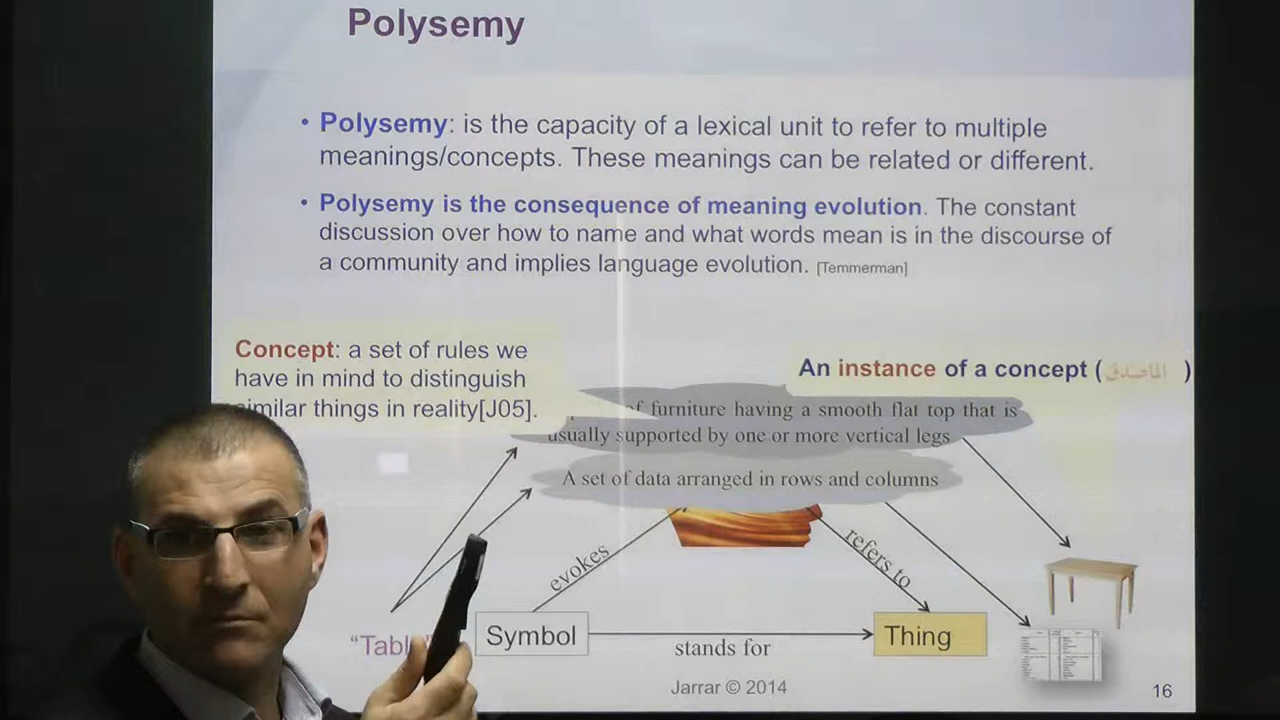 Polysemy
• Polysemy: is the capacity of a lexical unit to refer to multiple
meanings/concepts. These meanings can be related or different.
• Polysemy is the consequence of meaning evolution. The constant
discussion over how to name and what words mean is in the discourse of
a community and implies language evolution. [Temmerman]
Concept: a set of rules we
have in mind to distinguish
similar things in reality[J05].
An instance of a concept (الماصدق)
of furniture having a smooth flat top that is
usually supported by one or more vertical legs
A set of data arranged in rows and columns
evokes
refers to
"Table"
Symbol
stands for
Thing
Jarrar © 2014
16